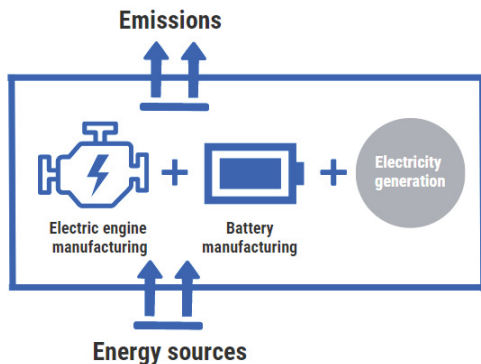 Emissions
Electric engine
manufacturing
Battery
manufacturing
Electricity
generation
Energy sources